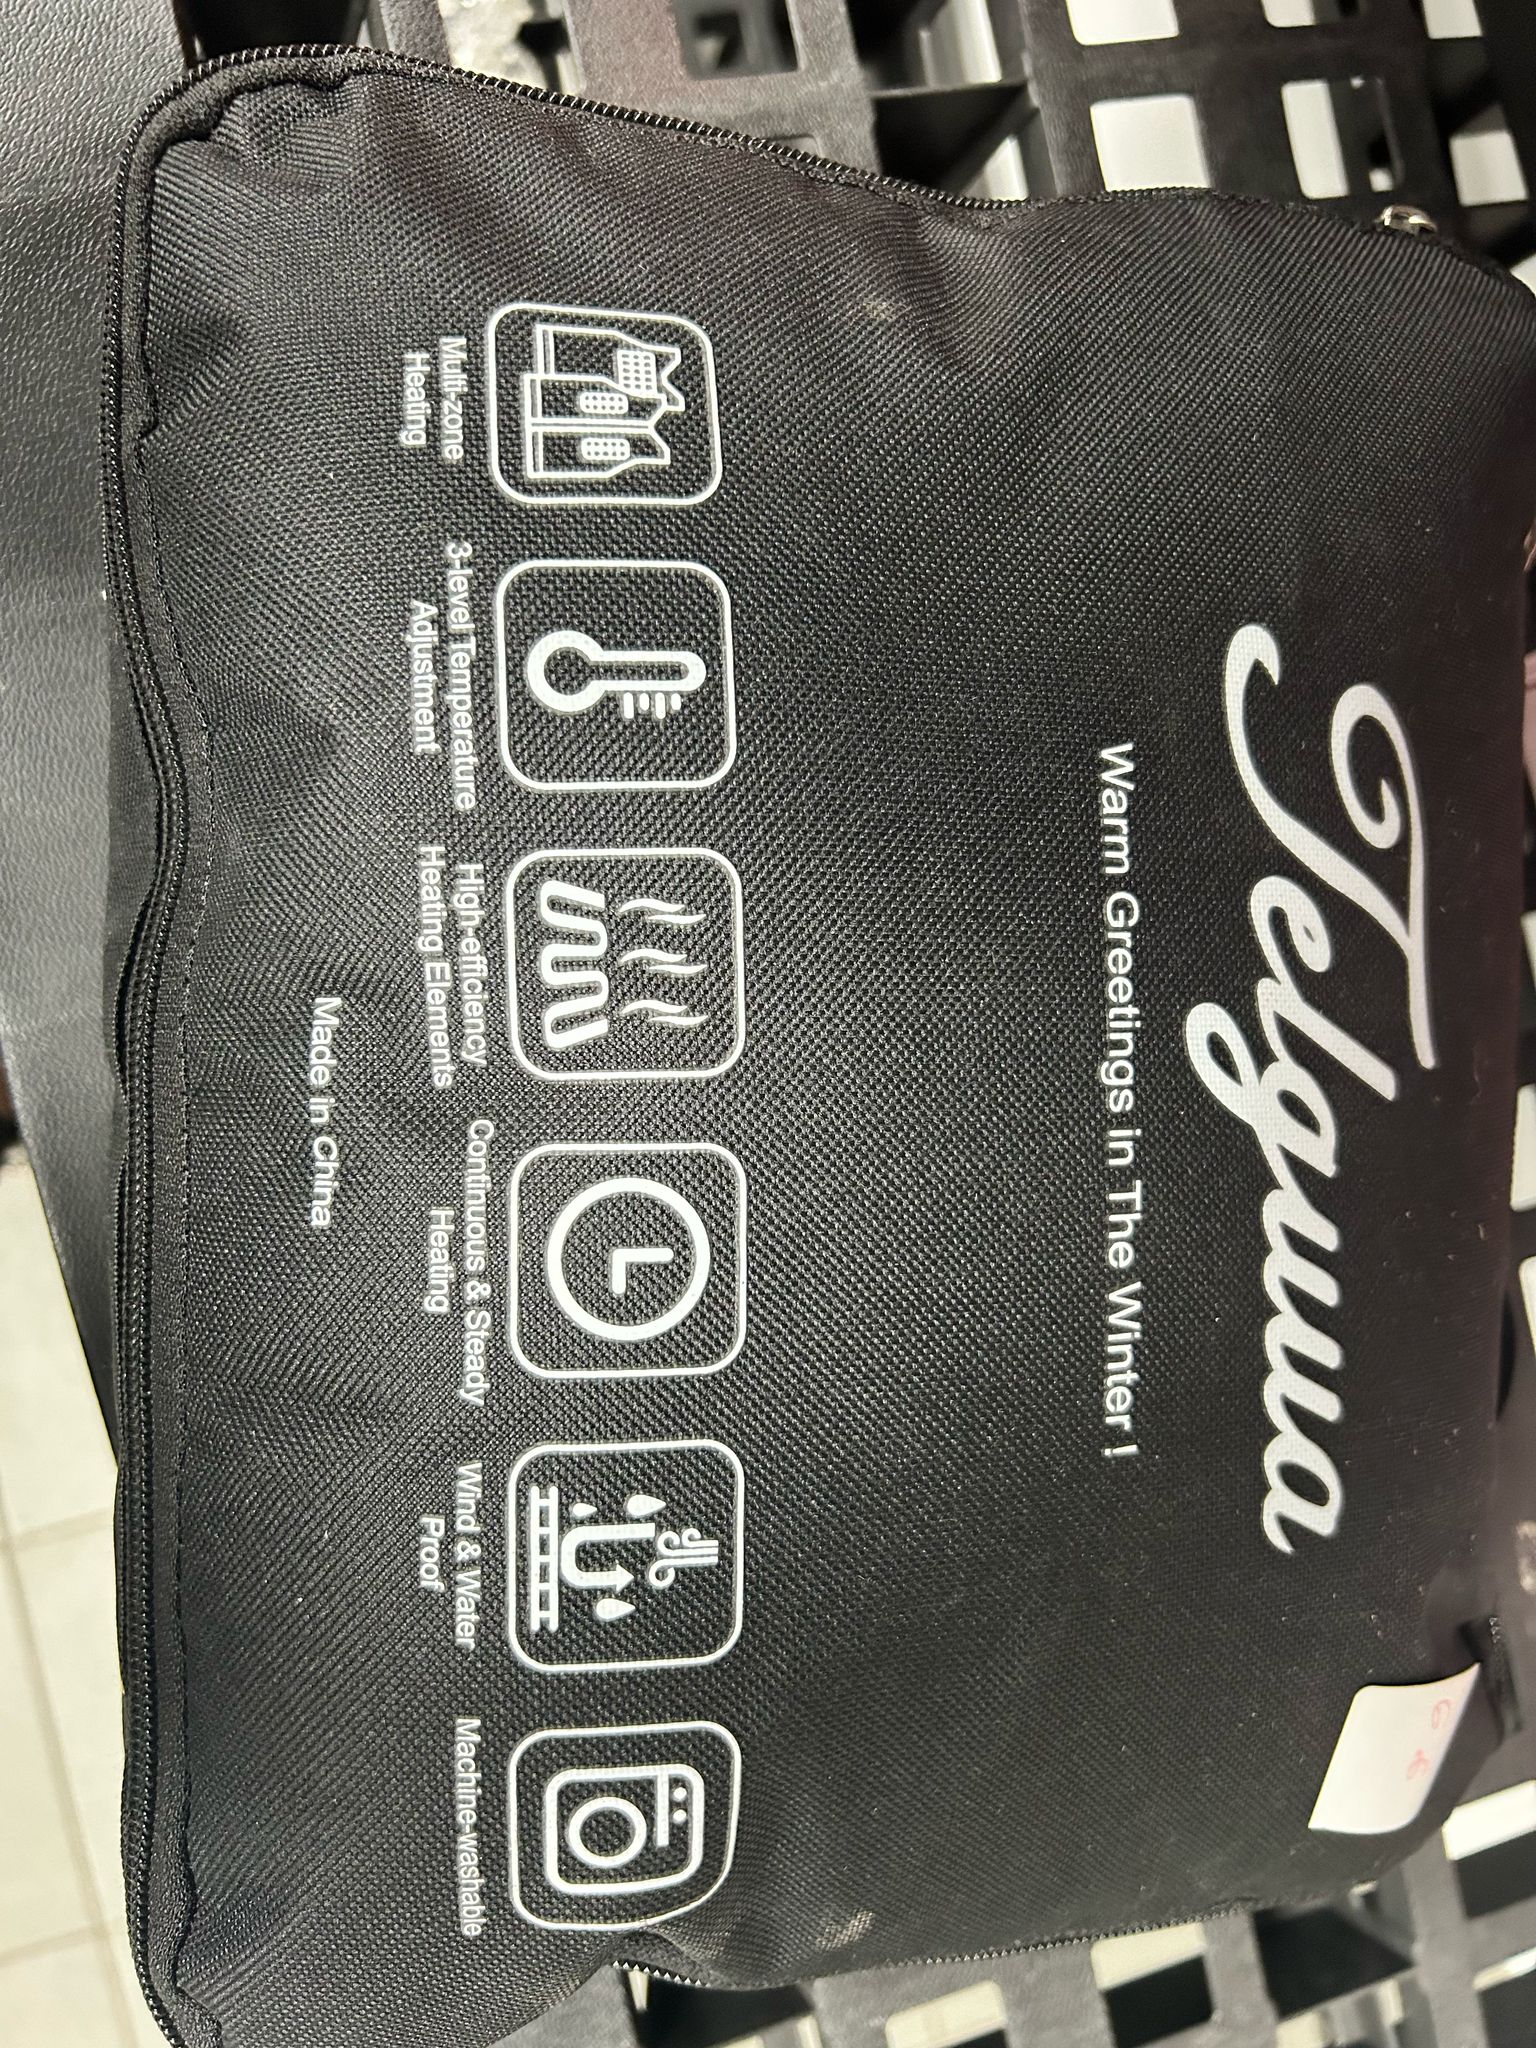 Telguua
Warm Greetings in The Winter !
Multi-zone
Heating
3-level Temperature
Adjustment
High-efficiency
Heating Elements
Continuous & Steady
Heating
Wind & Water
Proof
Machine-washable
Made in China